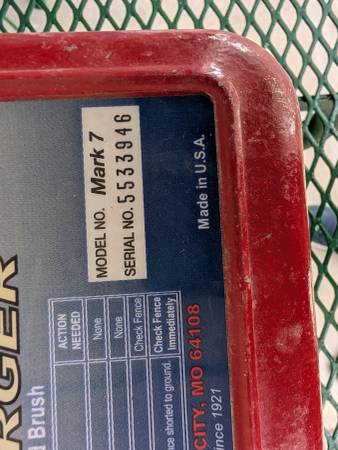 MODEL NO. Mark 7
SERIAL NO. 5533946
Made in U.S.A.
RGER
d Brush
ACTION NEEDED
None
None
Check Fence
Check Fence Immediately
nce shorted to ground.
CITY, MO 64108
ince 1921